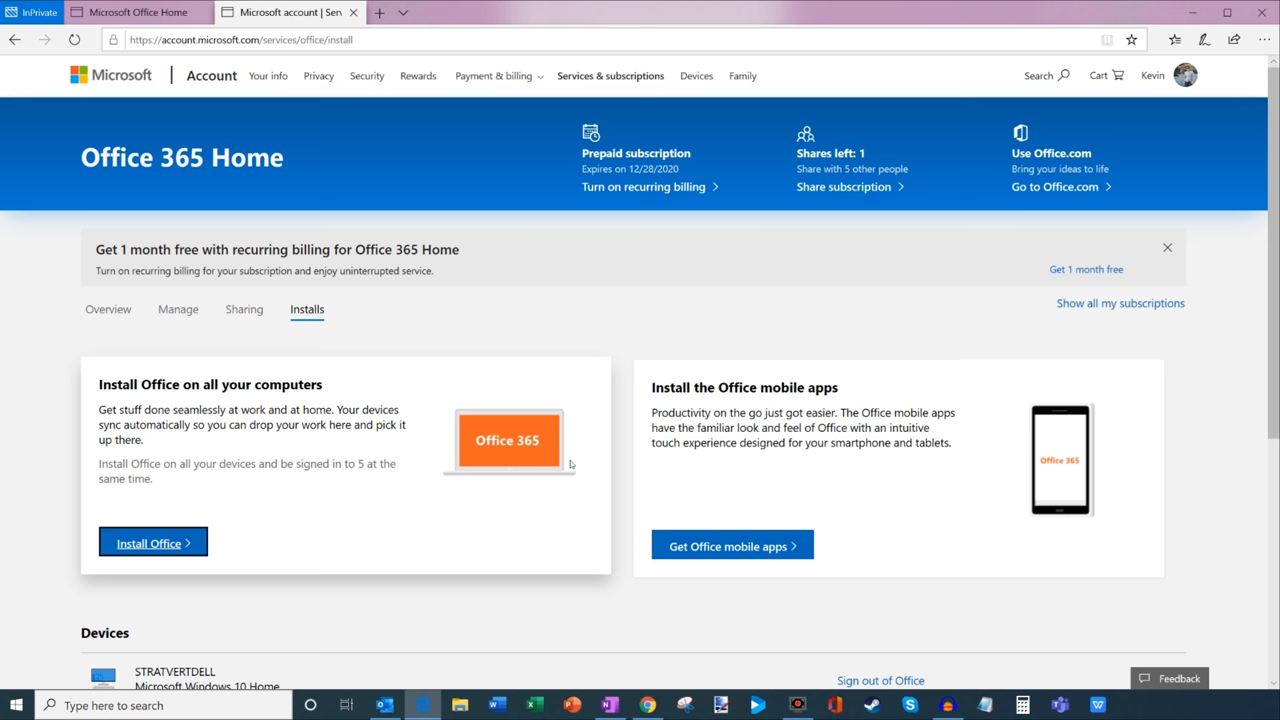 InPrivate
Microsoft Office Home
Microsoft account | Serv
https://account.microsoft.com/services/office/install
Microsoft
Account
Your info
Privacy
Security
Rewards
Payment & billing
Services & subscriptions
Devices
Family
Search
Cart
Kevin
Office 365 Home
Prepaid subscription
Expires on 12/28/2020
Turn on recurring billing
Shares left: 1
Share with 5 other people
Share subscription
Use Office.com
Bring your ideas to life
Go to Office.com
Get 1 month free with recurring billing for Office 365 Home
Turn on recurring billing for your subscription and enjoy uninterrupted service.
Get 1 month free
Overview
Manage
Sharing
Installs
Show all my subscriptions
Install Office on all your computers
Get stuff done seamlessly at work and at home. Your devices
sync automatically so you can drop your work here and pick it
up there.
Install Office on all your devices and be signed in to 5 at the
same time.
Office 365
Install Office
Install the Office mobile apps
Productivity on the go just got easier. The Office mobile apps
have the familiar look and feel of Office with an intuitive
touch experience designed for your smartphone and tablets.
Office 365
Get Office mobile apps
Devices
STRATVERTDELL
Microsoft Windows 10 Home
Sign out of Office
Feedback
Type here to search